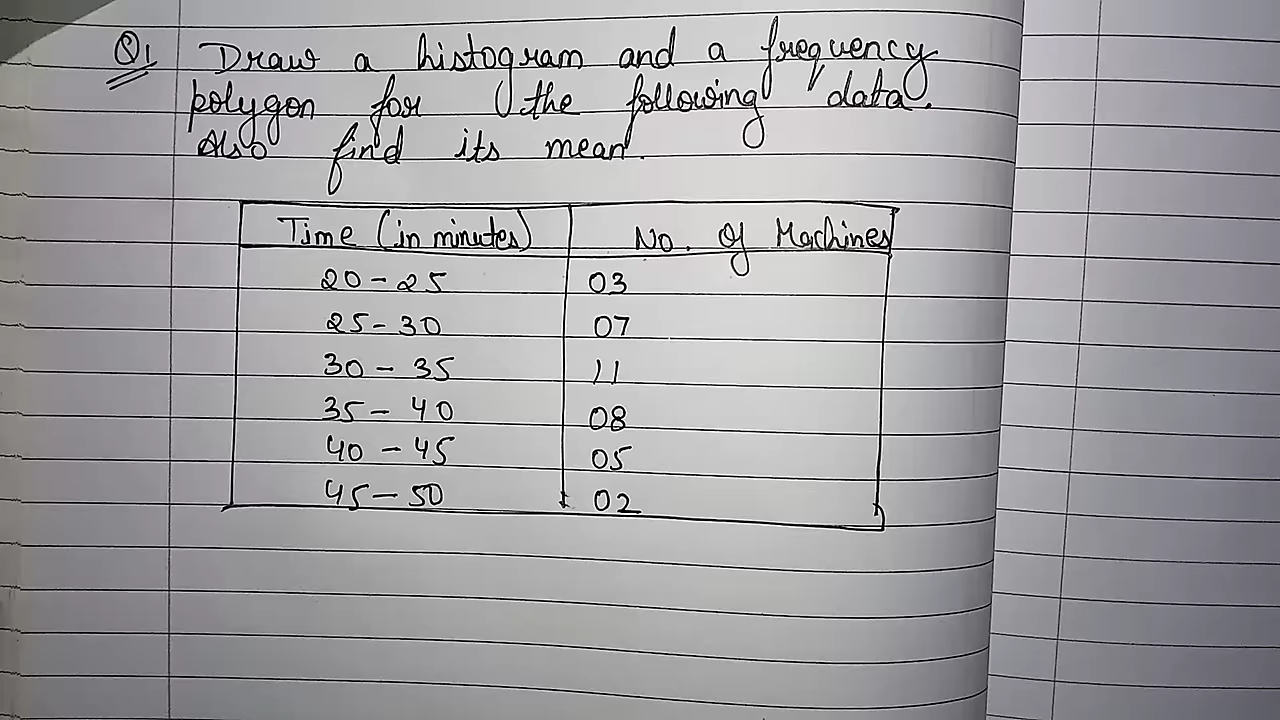 Q1 Draw a histogram and a frequency
polygon for the following data.
Also find its mean.
Time (in minutes) No. of Machines
20-25 03
25-30 07
30-35 11
35-40 08
40-45 05
45-50 02